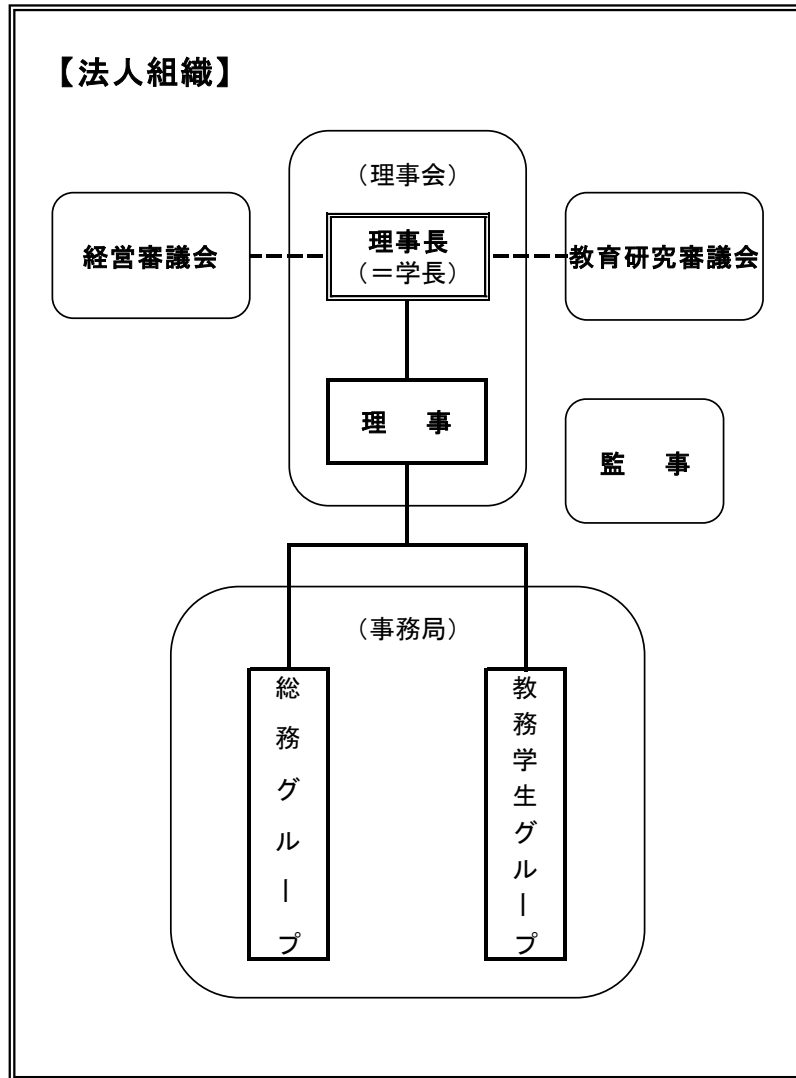 【法人組織】
（理事会）
経営審議会
理事長
（＝学長）
教育研究審議会
理　事
監　事
（事務局）
総務グループ
教務学生グループ